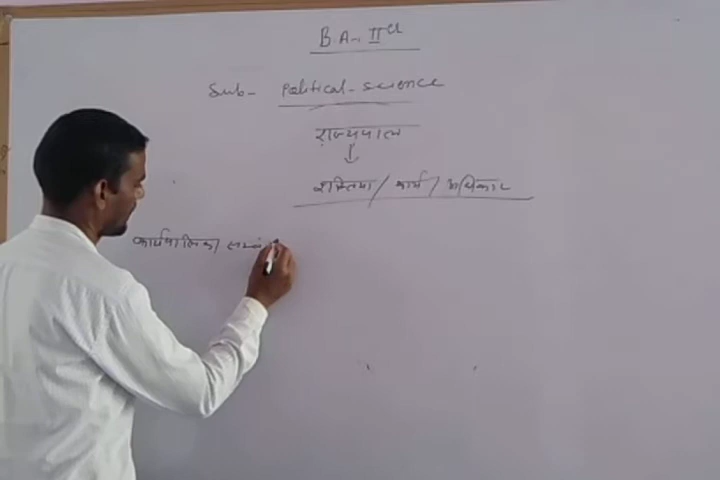 B.A. II
Sub- Political-science
राज्यपाल
शक्तियां / कार्य / अधिकार
कार्यपालिका